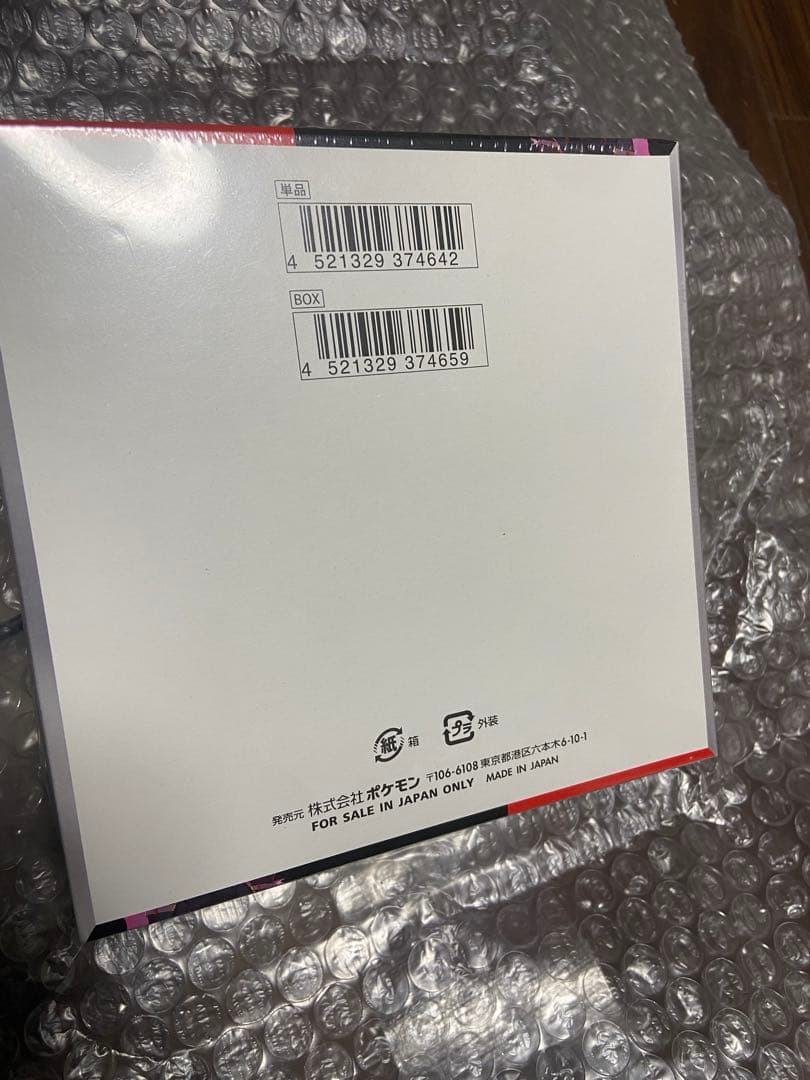 単品
4 521329 374642
BOX
4 521329 374659
紙 箱 プラ 外装
発売元 株式会社 ポケモン 〒106-6108 東京都港区六本木6-10-1
FOR SALE IN JAPAN ONLY MADE IN JAPAN